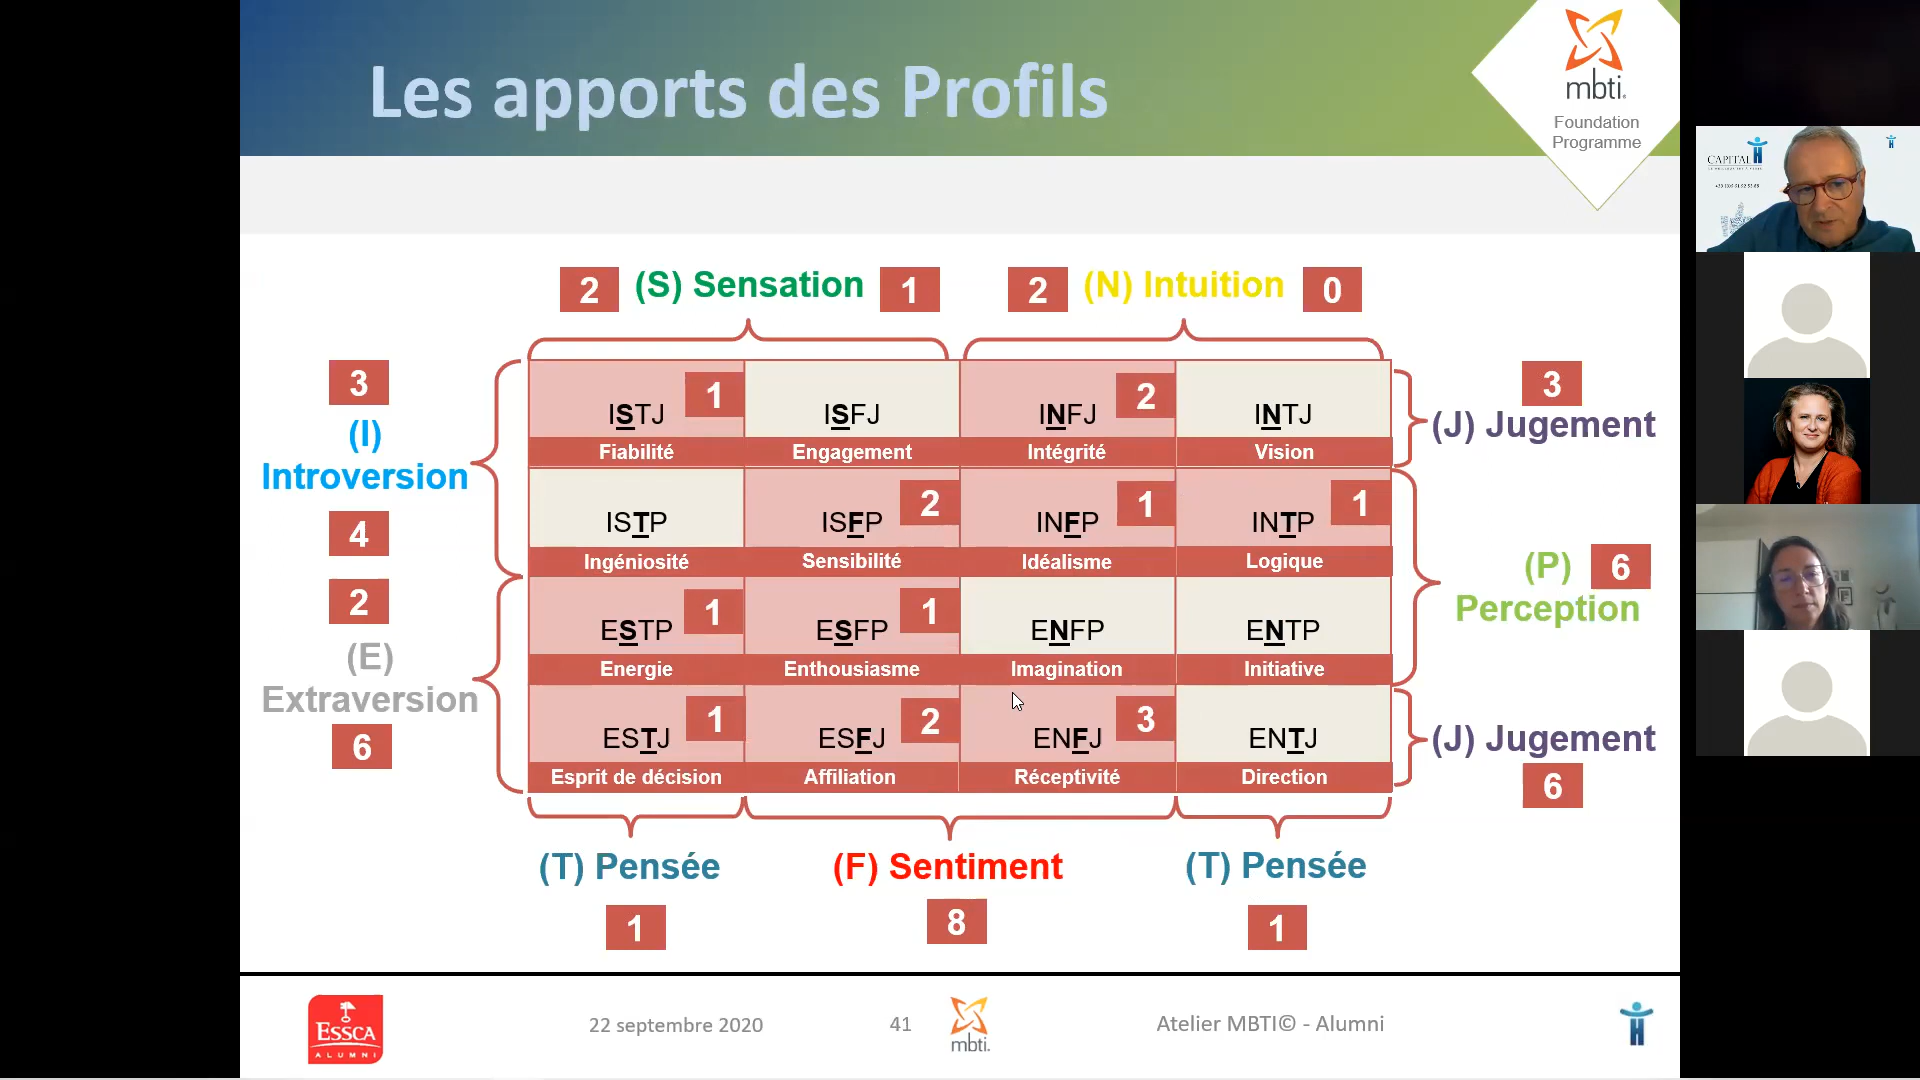 Les apports des Profils
mbti.
Foundation
Programme
CAPITAL H
2 (S) Sensation 1 2 (N) Intuition 0
3
(I)
Introversion
4
2
(E)
Extraversion
6
ISTJ 1 ISFJ INFJ 2 INTJ
Fiabilité Engagement Intégrité Vision
ISTP ISFP 2 INFP 1 INTP 1
Ingéniosité Sensibilité Idéalisme Logique
ESTP 1 ESFP 1 ENFP ENTP
Energie Enthousiasme Imagination Initiative
ESTJ 1 ESFJ 2 ENFJ 3 ENTJ
Esprit de décision Affiliation Réceptivité Direction
3
(J) Jugement
(P) 6
Perception
(J) Jugement
6
(T) Pensée (F) Sentiment (T) Pensée
1 8 1
ESSCA
ALUMNI
22 septembre 2020 41 mbti. Atelier MBTI© - Alumni